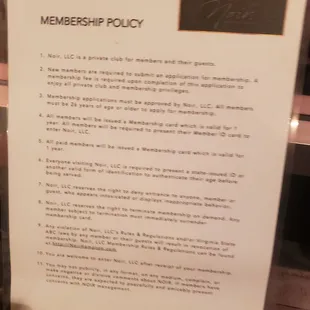 Noir
MEMBERSHIP POLICY
1. Noir, LLC is a private club for members and their guests.
2. New members are required to submit an application for membership. A
membership fee is required upon completion of this application to
enjoy all private club and membership privileges.
3. Membership applications must be approved by Noir, LLC. All members
must be 26 years of age or older to apply for membership.
4. All members will be issued a Membership card which is valid for 1
year. All members will be required to present their Member ID card to
enter Noir, LLC.
5. All paid members will be issued a Membership card which is valid for
1 year.
6. Everyone visiting Noir, LLC is required to present a state-issued ID or
another valid form of identification to authenticate their age before
being served.
7. Noir, LLC reserves the right to deny entrance to anyone, member or
guest, who appears intoxicated or displays inappropriate behavior.
8. Noir, LLC reserves the right to terminate membership on demand. Any
member subject to termination must immediately surrender
membership card.
9. Any violation of Noir, LLC's Rules & Regulations and/or Virginia State
ABC laws by any member or their guests will result in revocation of
membership. Noir, LLC Membership Rules & Regulations can be found
at
10. You are welcome to enter Noir, LLC after receipt of your membership.
11. You may not publicly, in any format, on any medium, complain, or
make negative or divisive comments about NOIR. If members have
concerns, they are expected to peacefully and amicably present
concerns with NOIR management.